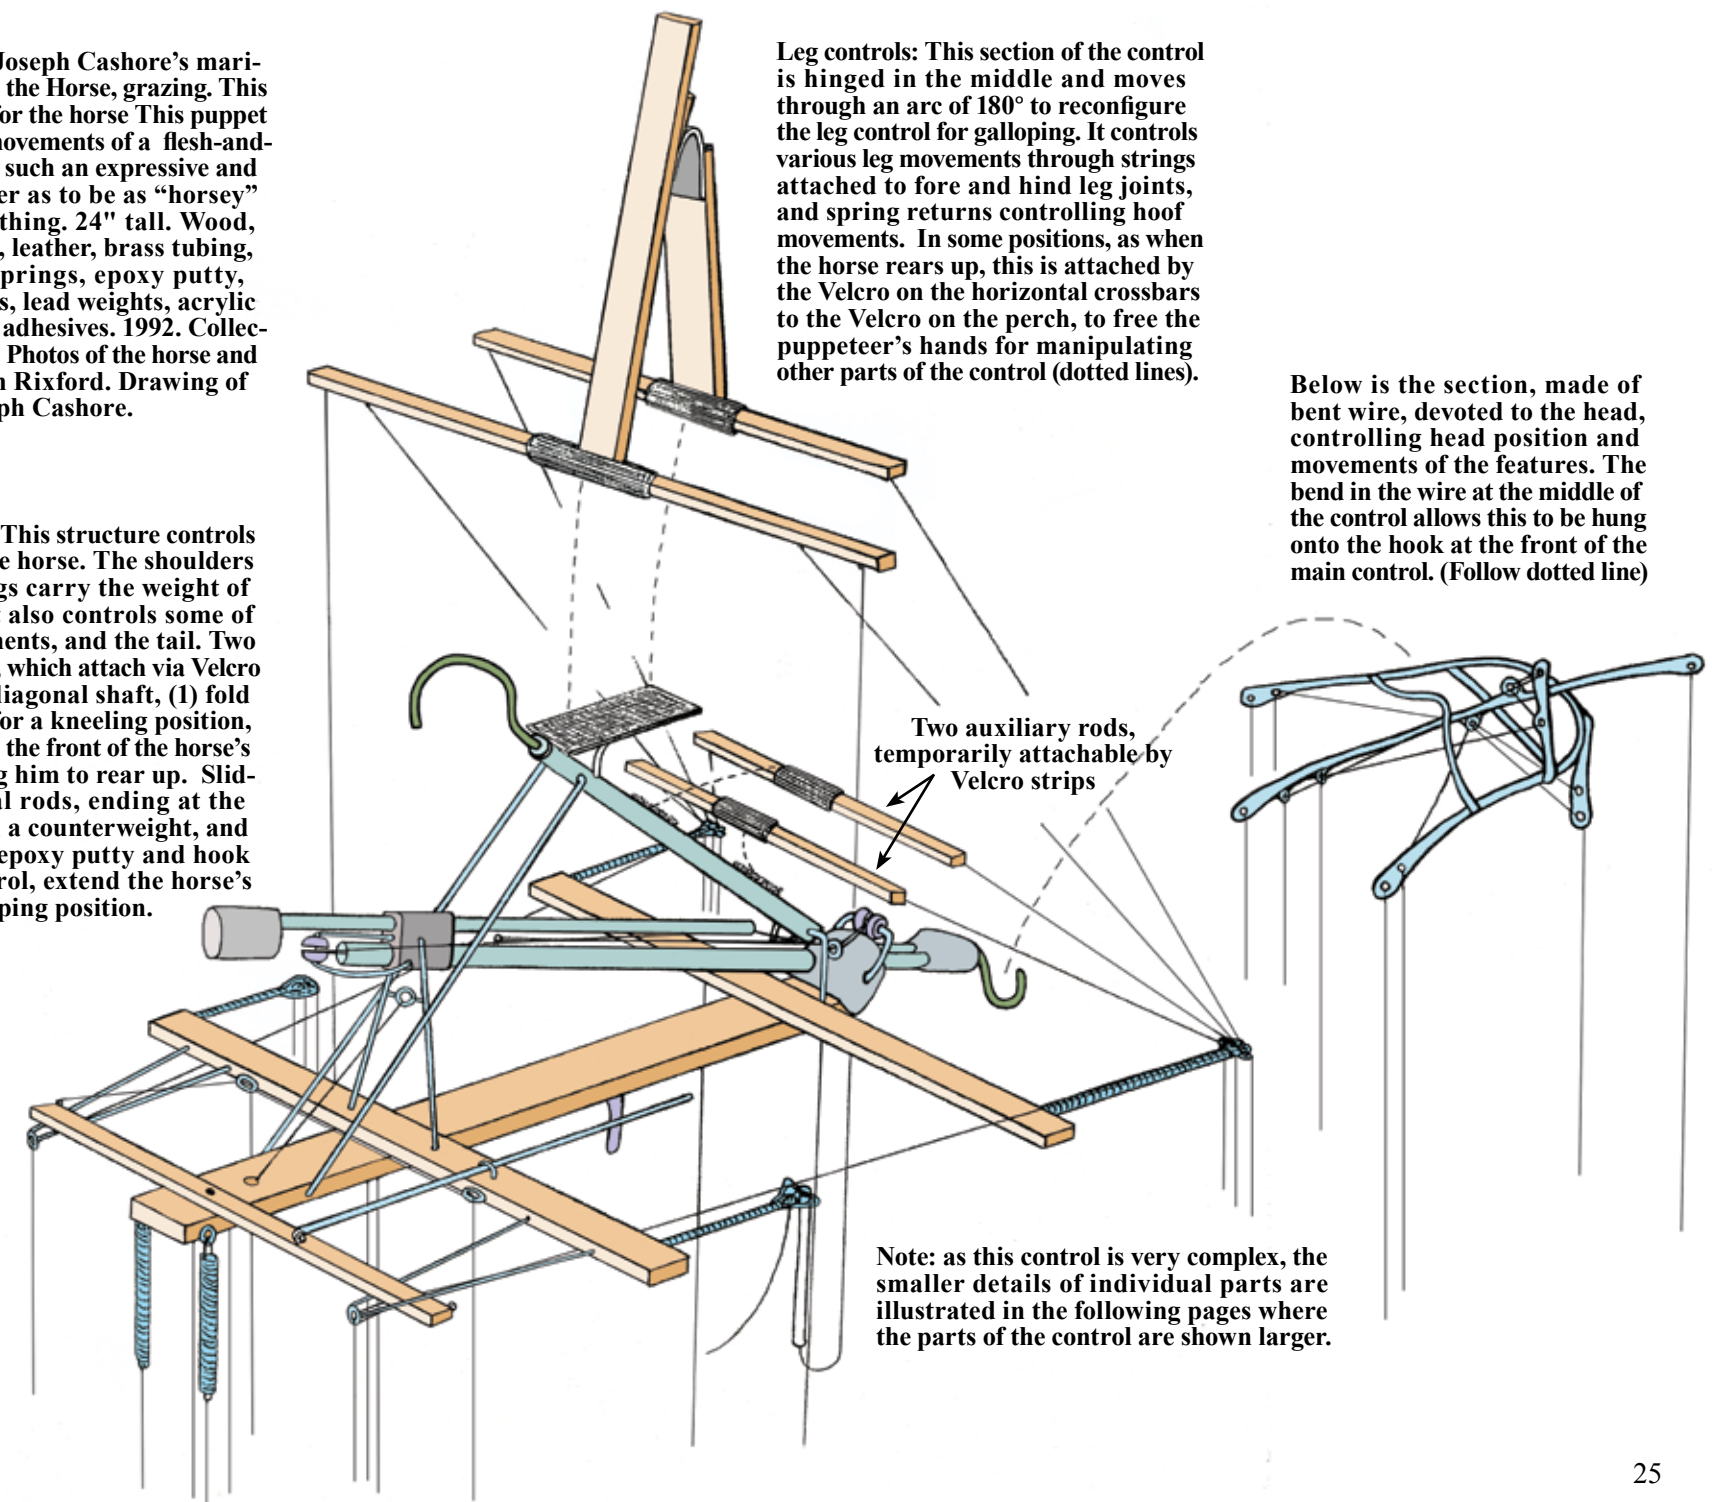 Joseph Cashore's mari-
the Horse, grazing. This
for the horse This puppet
movements of a flesh-and-
such an expressive and
er as to be as “horsey”
thing. 24" tall. Wood,
, leather, brass tubing,
prings, epoxy putty,
s, lead weights, acrylic
adhesives. 1992. Collec-
Photos of the horse and
n Rixford. Drawing of
ph Cashore.
This structure controls
e horse. The shoulders
gs carry the weight of
t also controls some of
ments, and the tail. Two
, which attach via Velcro
diagonal shaft, (1) fold
for a kneeling position,
the front of the horse's
g him to rear up. Slid-
al rods, ending at the
a counterweight, and
epoxy putty and hook
rol, extend the horse's
ping position.
Leg controls: This section of the control
is hinged in the middle and moves
through an arc of 180° to reconfigure
the leg control for galloping. It controls
various leg movements through strings
attached to fore and hind leg joints,
and spring returns controlling hoof
movements. In some positions, as when
the horse rears up, this is attached by
the Velcro on the horizontal crossbars
to the Velcro on the perch, to free the
puppeteer's hands for manipulating
other parts of the control (dotted lines).
Below is the section, made of
bent wire, devoted to the head,
controlling head position and
movements of the features. The
bend in the wire at the middle of
the control allows this to be hung
onto the hook at the front of the
main control. (Follow dotted line)
Two auxiliary rods,
temporarily attachable by
Velcro strips
Note: as this control is very complex, the
smaller details of individual parts are
illustrated in the following pages where
the parts of the control are shown larger.
25